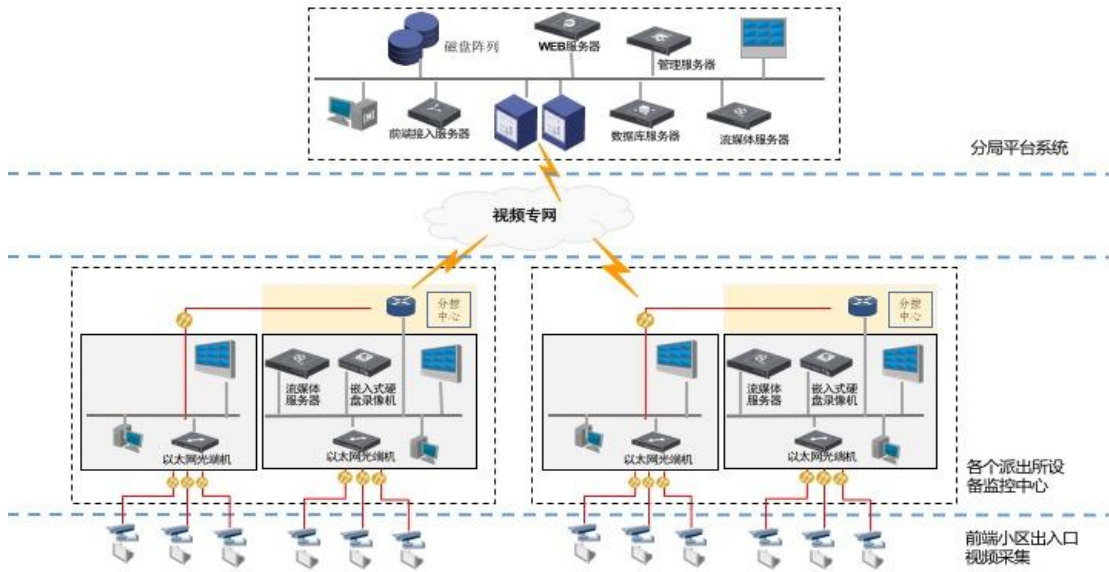 磁盘阵列
WEB服务器
管理服务器
前端接入服务器
数据库服务器
流媒体服务器
分局平台系统
视频专网
分控
中心
分控
中心
流媒体
服务器
嵌入式硬
盘录像机
流媒体
服务器
嵌入式硬
盘录像机
以太网光端机
以太网光端机
以太网光端机
以太网光端机
各个派出所设
备监控中心
前端小区出入口
视频采集